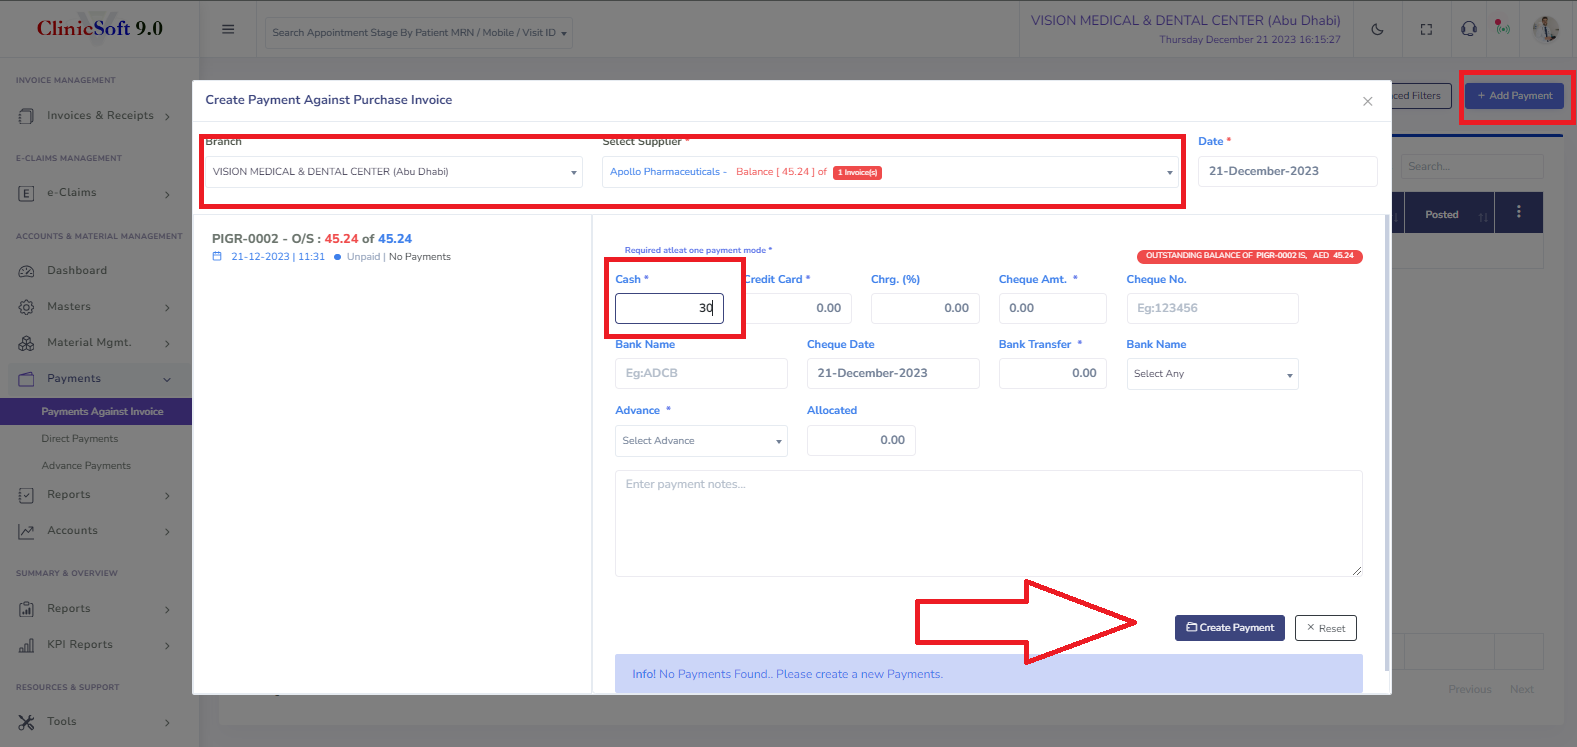 ClinicSoft 9.0
Search Appointment Stage By Patient MRN / Mobile / Visit ID
VISION MEDICAL & DENTAL CENTER (Abu Dhabi)
Thursday December 21 2023 16:15:27
INVOICE MANAGEMENT
Invoices & Receipts
E-CLAIMS MANAGEMENT
e-Claims
ACCOUNTS & MATERIAL MANAGEMENT
Dashboard
Masters
Material Mgmt.
Payments
Payments Against Invoice
Direct Payments
Advance Payments
Reports
Accounts
SUMMARY & OVERVIEW
Reports
KPI Reports
RESOURCES & SUPPORT
Tools
Filters
+ Add Payment
Search...
Posted
Previous Next
Create Payment Against Purchase Invoice
Branch
VISION MEDICAL & DENTAL CENTER (Abu Dhabi)
Select Supplier *
Apollo Pharmaceuticals - Balance [ 45.24 ] of 1 Invoice(s)
Date *
21-December-2023
PIGR-0002 - O/S : 45.24 of 45.24
21-12-2023 | 11:31 Unpaid | No Payments
Required atleat one payment mode *
OUTSTANDING BALANCE OF PIGR-0002 IS, AED 45.24
Cash * Credit Card * Chrg. (%) Cheque Amt. * Cheque No.
30 0.00 0.00 0.00 Eg:123456
Bank Name Cheque Date Bank Transfer * Bank Name
Eg:ADCB 21-December-2023 0.00 Select Any
Advance * Allocated
Select Advance 0.00
Enter payment notes...
Create Payment Reset
Info! No Payments Found.. Please create a new Payments.